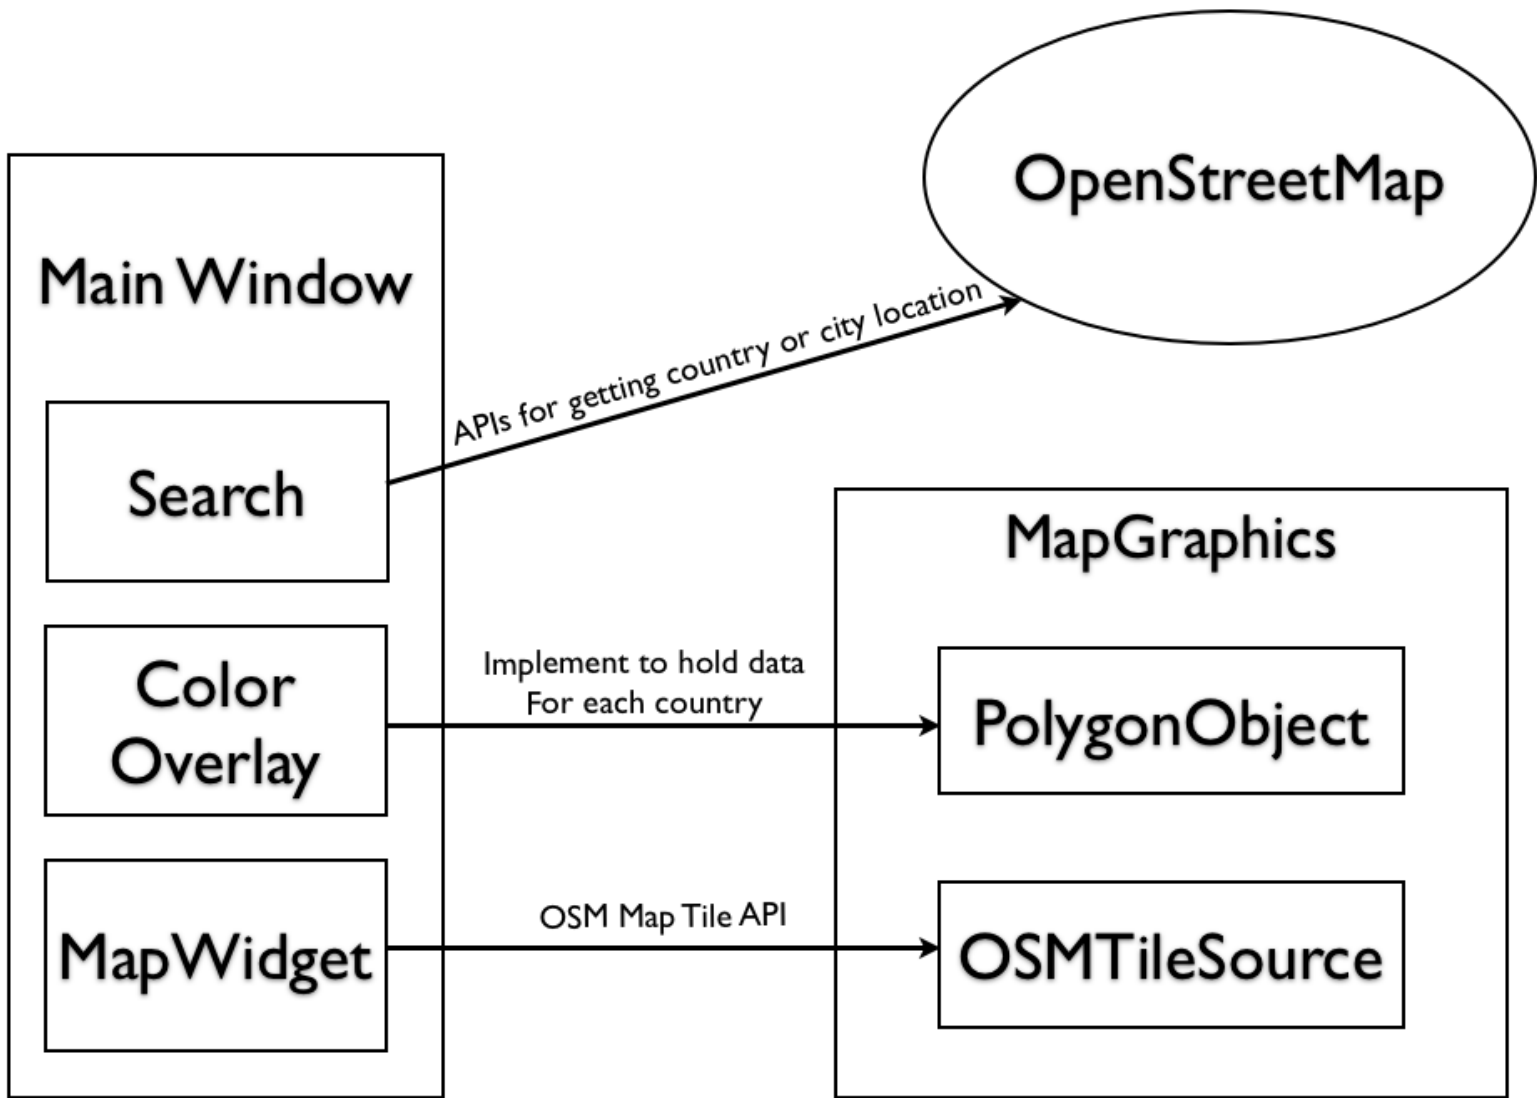 OpenStreetMap
Main Window
APIs for getting country or city location
Search
MapGraphics
Color
Overlay
Implement to hold data
For each country
PolygonObject
MapWidget
OSM Map Tile API
OSMTileSource